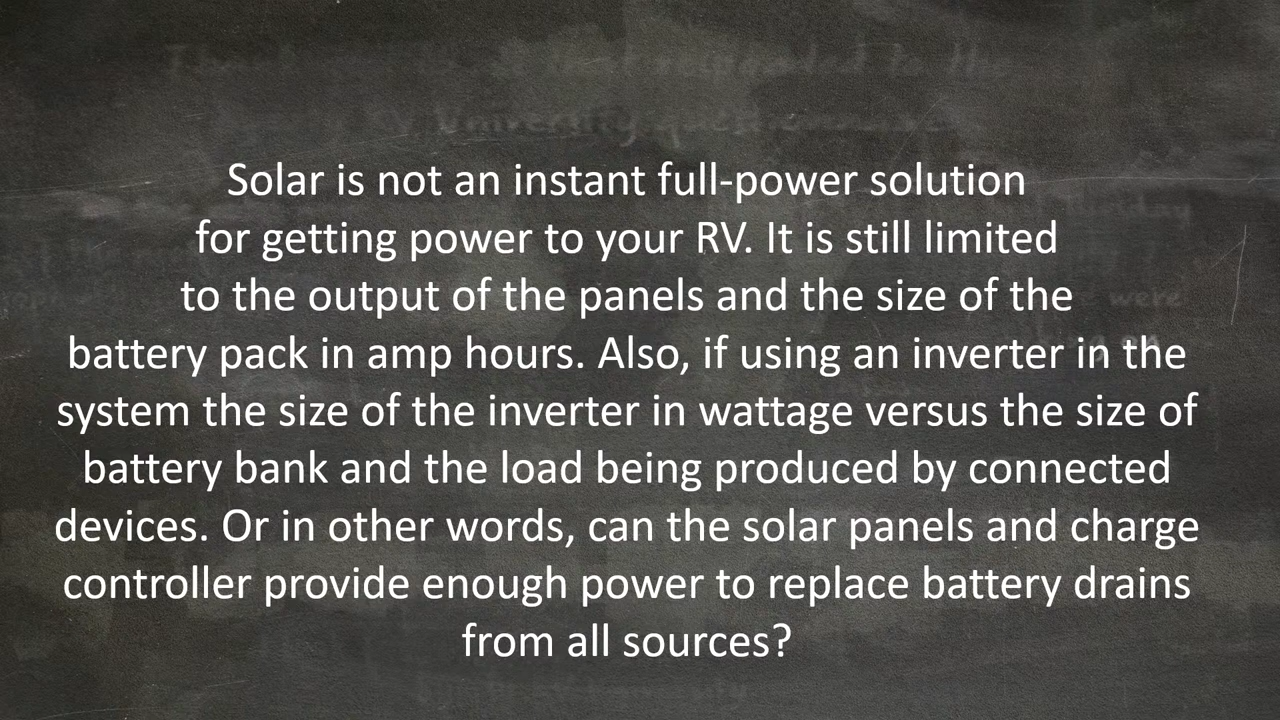 Solar is not an instant full-power solution
for getting power to your RV. It is still limited
to the output of the panels and the size of the
battery pack in amp hours. Also, if using an inverter in the
system the size of the inverter in wattage versus the size of
battery bank and the load being produced by connected
devices. Or in other words, can the solar panels and charge
controller provide enough power to replace battery drains
from all sources?